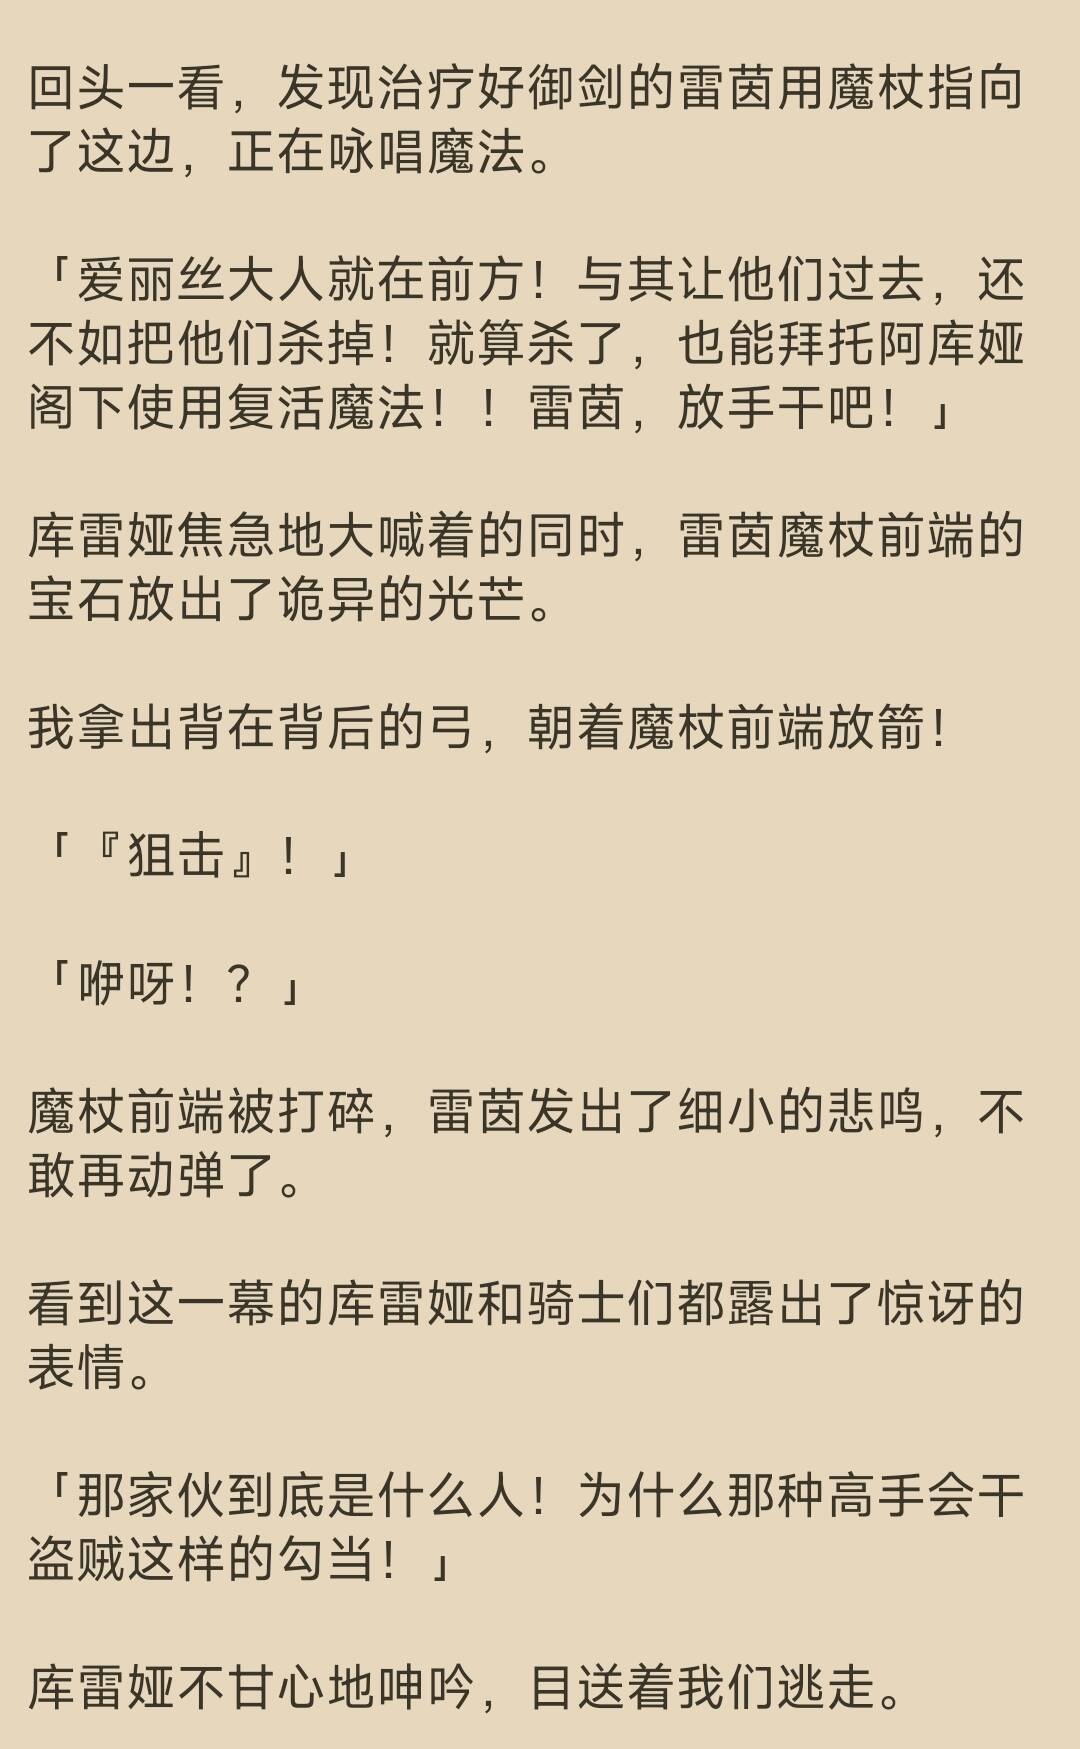 回头一看，发现治疗好御剑的雷茵用魔杖指向
了这边，正在咏唱魔法。
「爱丽丝大人就在前方！与其让他们过去，还
不如把他们杀掉！就算杀了，也能拜托阿库娅
阁下使用复活魔法！！雷茵，放手干吧！」
库雷娅焦急地大喊着的同时，雷茵魔杖前端的
宝石放出了诡异的光芒。
我拿出背在背后的弓，朝着魔杖前端放箭！
「『狙击』！」
「咿呀！？」
魔杖前端被打碎，雷茵发出了细小的悲鸣，不
敢再动弹了。
看到这一幕的库雷娅和骑士们都露出了惊讶的
表情。
「那家伙到底是什么人！为什么那种高手会干
盗贼这样的勾当！」
库雷娅不甘心地呻吟，目送着我们逃走。